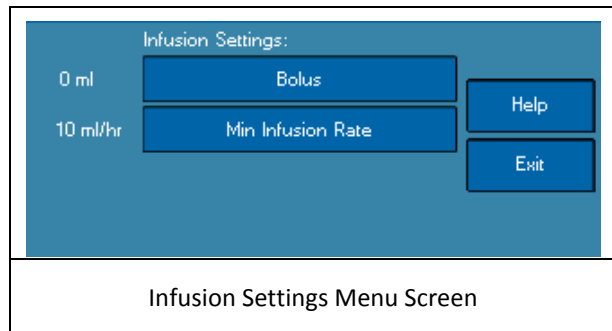 Infusion Settings:
0 ml Bolus
Help
10 ml/hr Min Infusion Rate
Exit
Infusion Settings Menu Screen